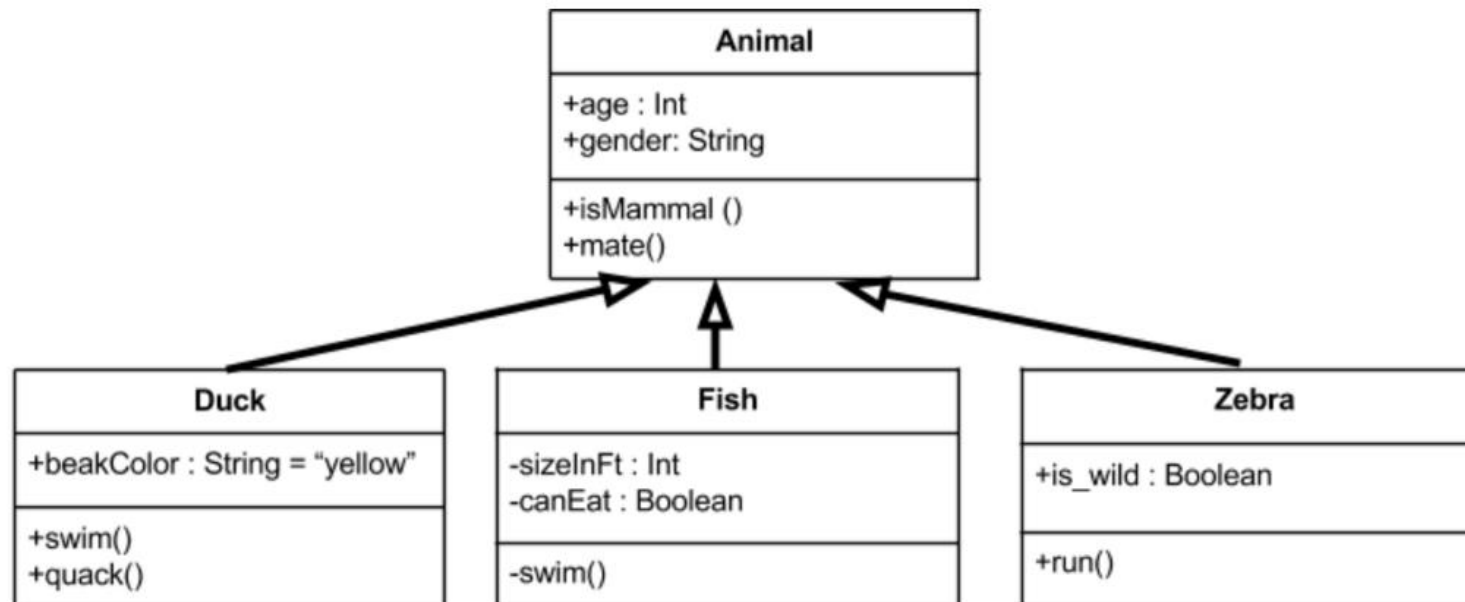 Animal
+age : Int
+gender: String
+isMammal ()
+mate()
Duck
+beakColor : String = “yellow”
+swim()
+quack()
Fish
-sizeInFt : Int
-canEat : Boolean
-swim()
Zebra
+is_wild : Boolean
+run()